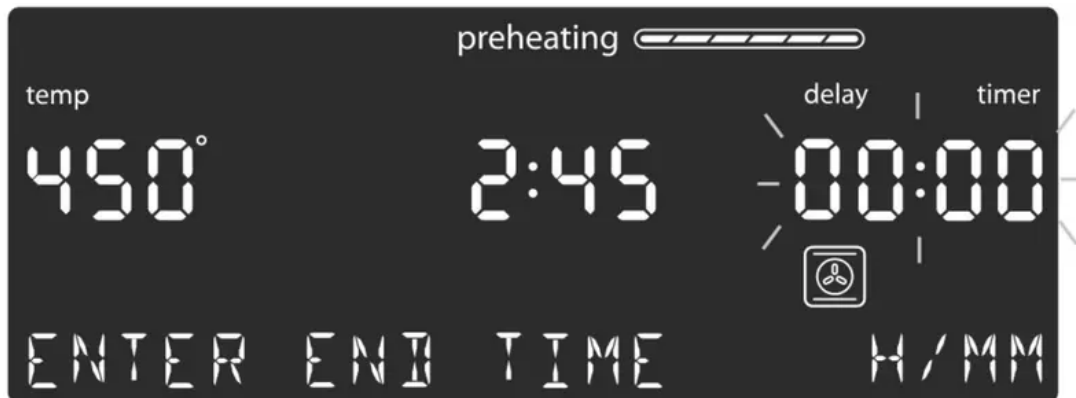 preheating
temp delay timer
450° 2:45 00:00
ENTER END TIME H/MM